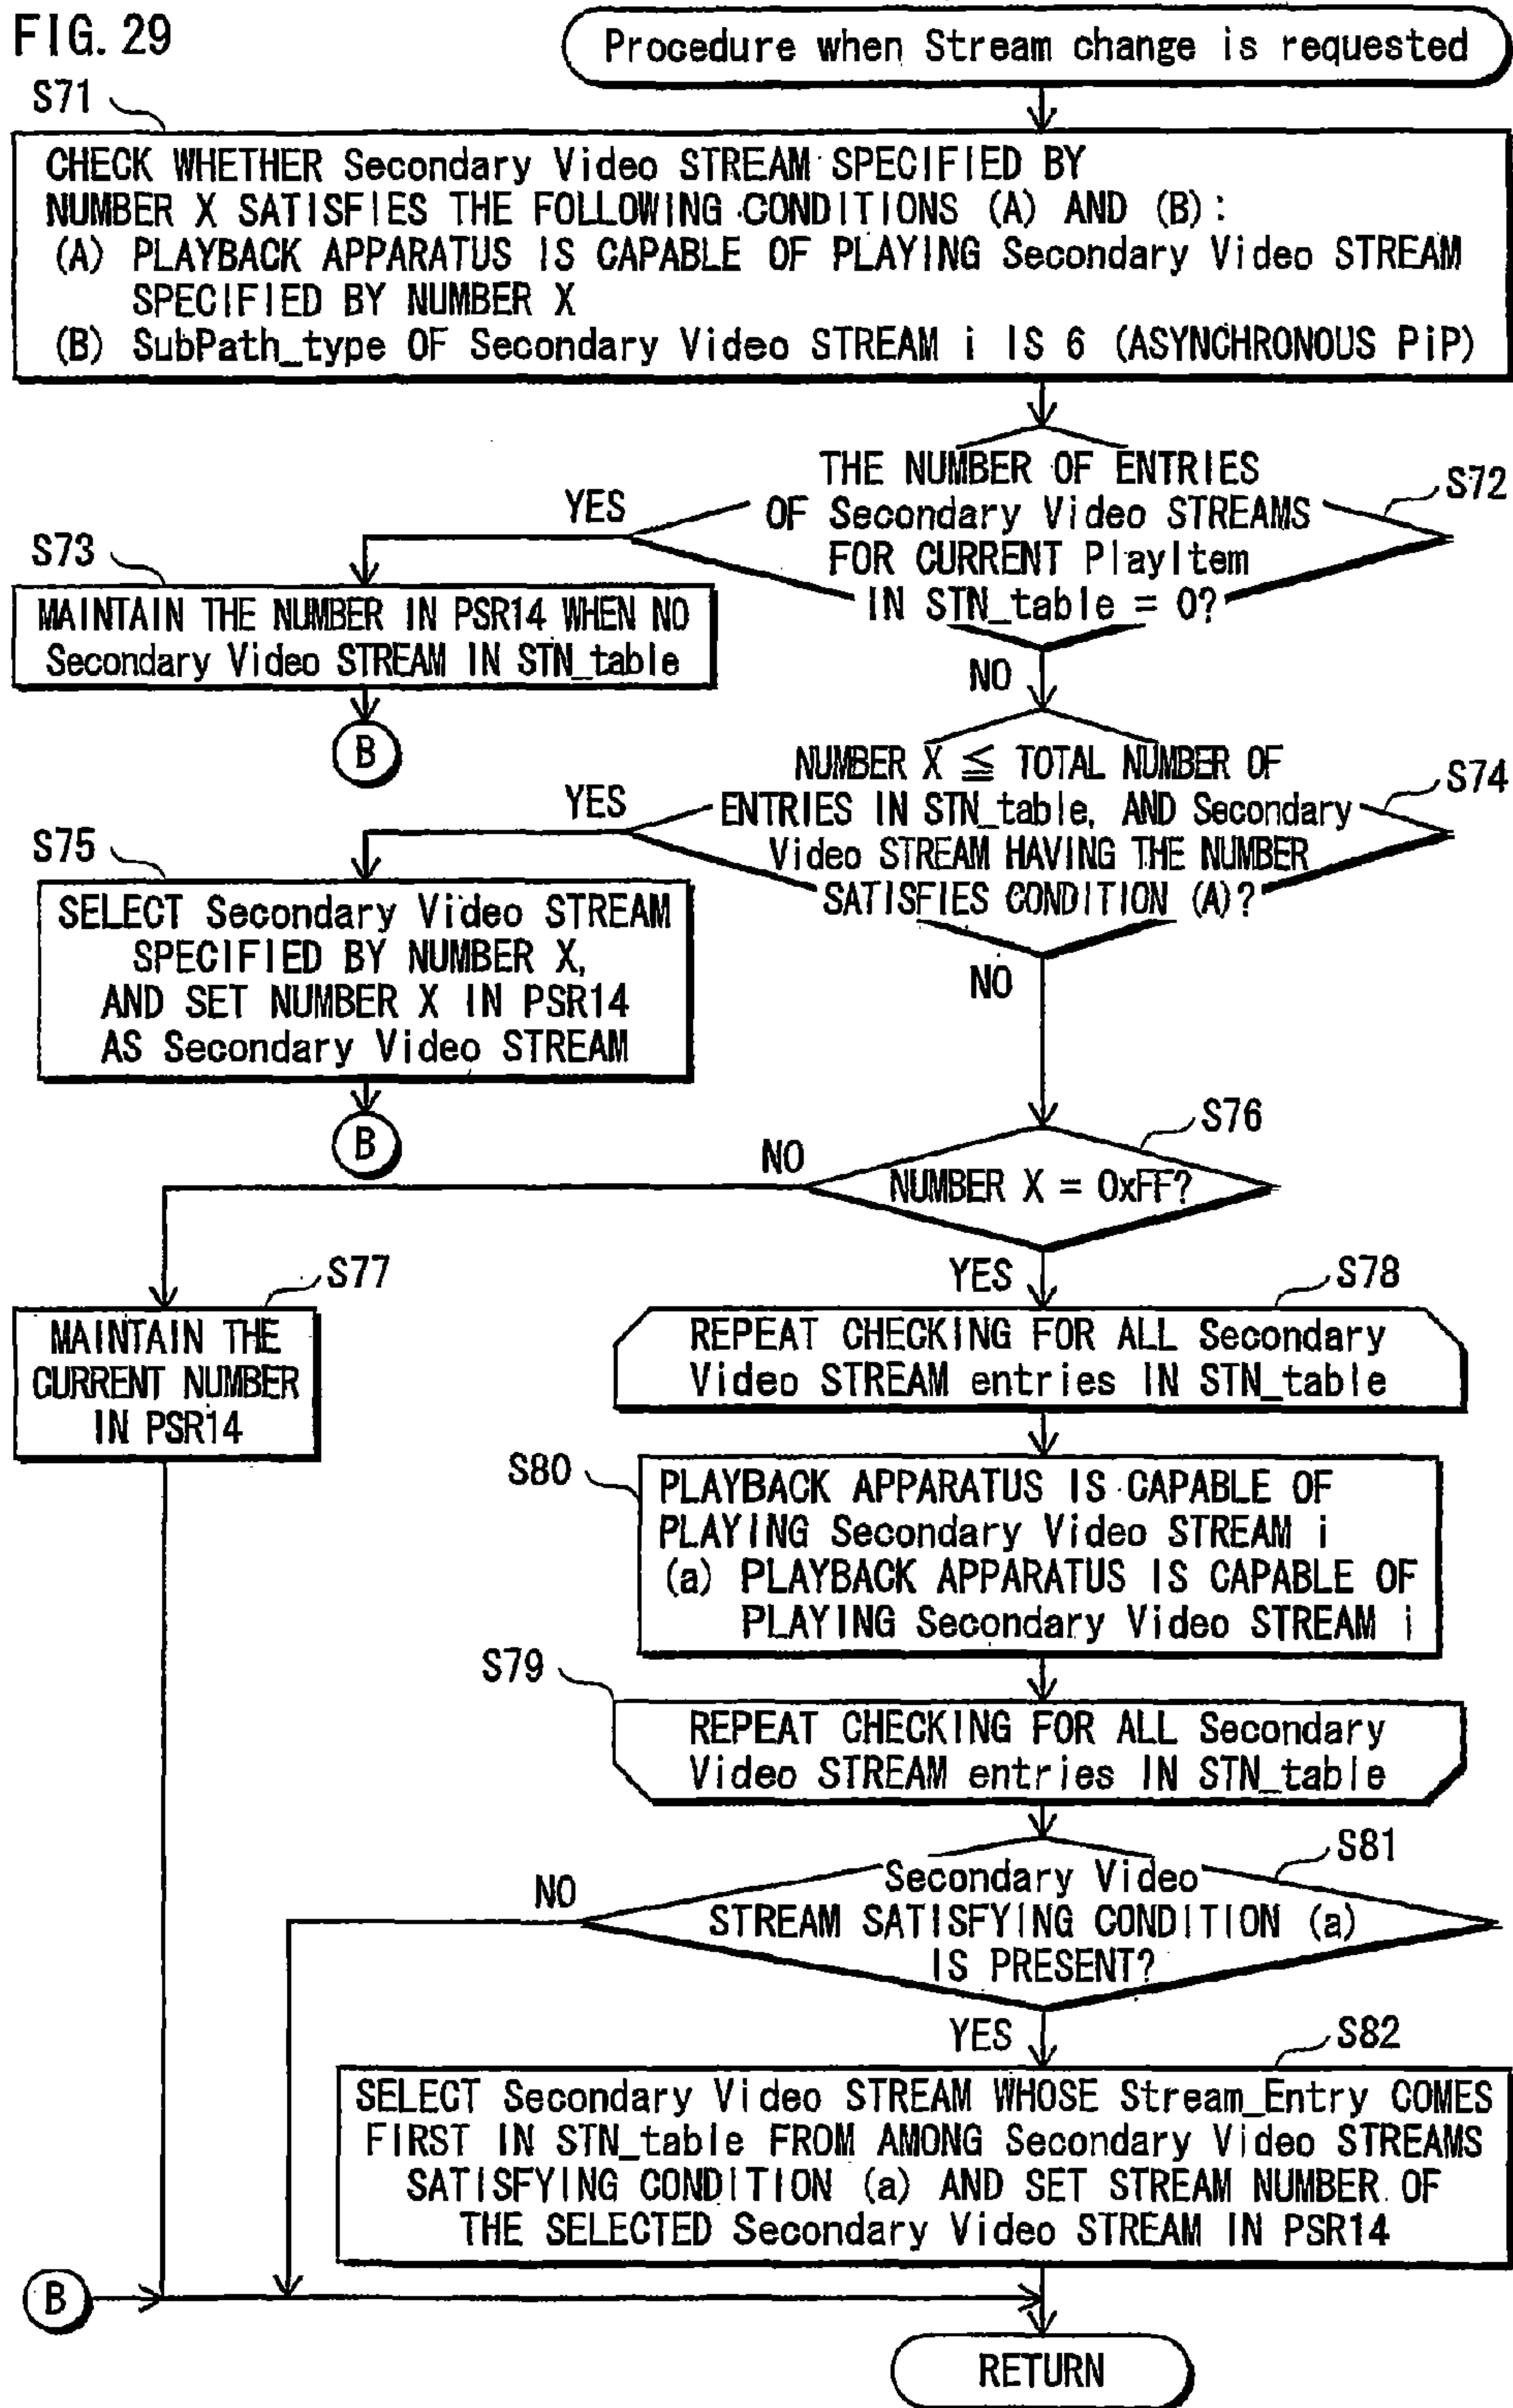 FIG. 29
Procedure when Stream change is requested
S71
CHECK WHETHER Secondary Video STREAM SPECIFIED BY
NUMBER X SATISFIES THE FOLLOWING CONDITIONS (A) AND (B):
(A) PLAYBACK APPARATUS IS CAPABLE OF PLAYING Secondary Video STREAM
SPECIFIED BY NUMBER X
(B) SubPath_type OF Secondary Video STREAM i IS 6 (ASYNCHRONOUS PiP)
THE NUMBER OF ENTRIES
OF Secondary Video STREAMS
FOR CURRENT PlayItem
IN STN_table = 0?
S72
YES
NO
S73
MAINTAIN THE NUMBER IN PSR14 WHEN NO
Secondary Video STREAM IN STN_table
B
NUMBER X ≦ TOTAL NUMBER OF
ENTRIES IN STN_table, AND Secondary
Video STREAM HAVING THE NUMBER
SATISFIES CONDITION (A)?
S74
YES
NO
S75
SELECT Secondary Video STREAM
SPECIFIED BY NUMBER X,
AND SET NUMBER X IN PSR14
AS Secondary Video STREAM
B
S76
NUMBER X = 0xFF?
NO
YES
S77
MAINTAIN THE
CURRENT NUMBER
IN PSR14
S78
REPEAT CHECKING FOR ALL Secondary
Video STREAM entries IN STN_table
S80
PLAYBACK APPARATUS IS CAPABLE OF
PLAYING Secondary Video STREAM i
(a) PLAYBACK APPARATUS IS CAPABLE OF
PLAYING Secondary Video STREAM i
S79
REPEAT CHECKING FOR ALL Secondary
Video STREAM entries IN STN_table
S81
Secondary Video
STREAM SATISFYING CONDITION (a)
IS PRESENT?
NO
YES
S82
SELECT Secondary Video STREAM WHOSE Stream_Entry COMES
FIRST IN STN_table FROM AMONG Secondary Video STREAMS
SATISFYING CONDITION (a) AND SET STREAM NUMBER OF
THE SELECTED Secondary Video STREAM IN PSR14
B
RETURN